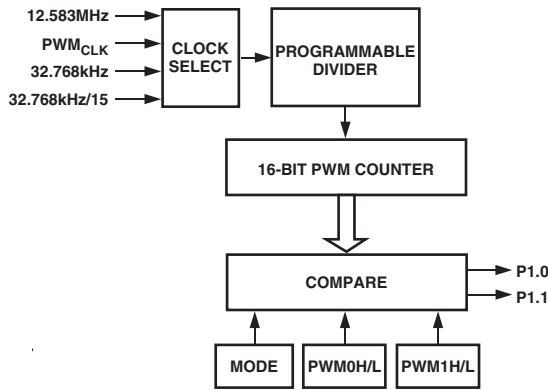 12.583MHz
PWMCLK
32.768kHz
32.768kHz/15
CLOCK
SELECT
PROGRAMMABLE
DIVIDER
16-BIT PWM COUNTER
COMPARE
P1.0
P1.1
MODE
PWM0H/L
PWM1H/L